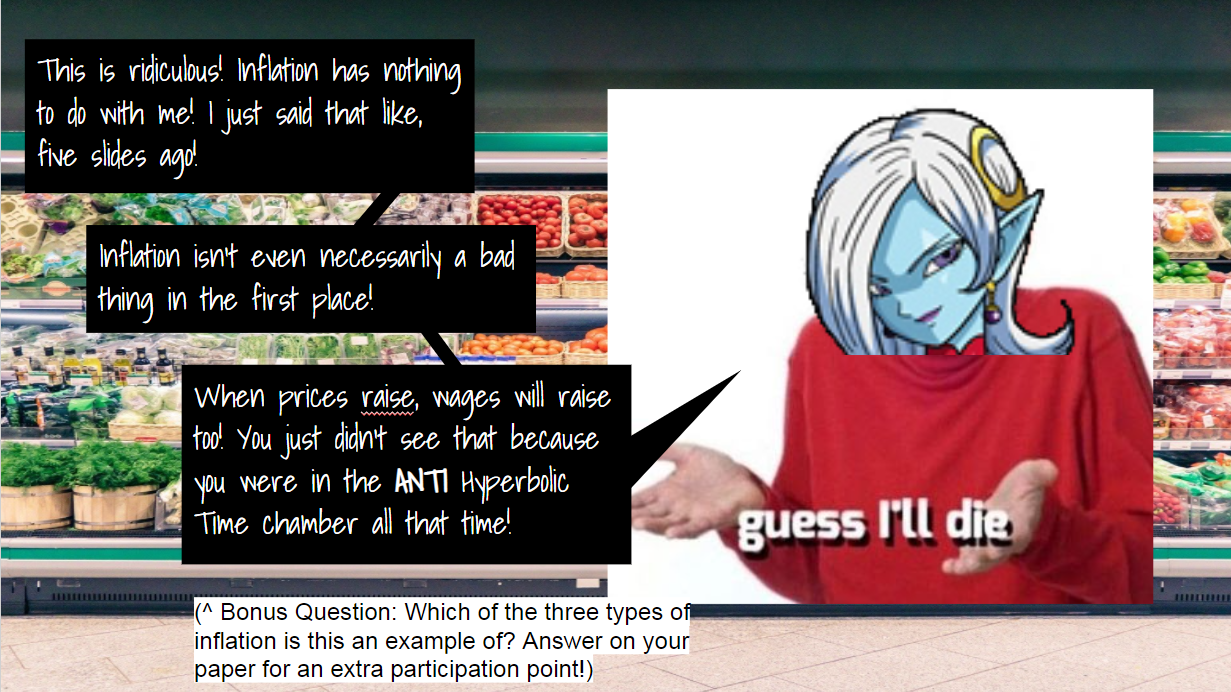 This is ridiculous! Inflation has nothing
to do with me! I just said that like,
five slides ago!
Inflation isn't even necessarily a bad
thing in the first place!
When prices raise, wages will raise
too! You just didn't see that because
you were in the ANTI Hyperbolic
Time chamber all that time!
guess I'll die
(^ Bonus Question: Which of the three types of
inflation is this an example of? Answer on your
paper for an extra participation point!)